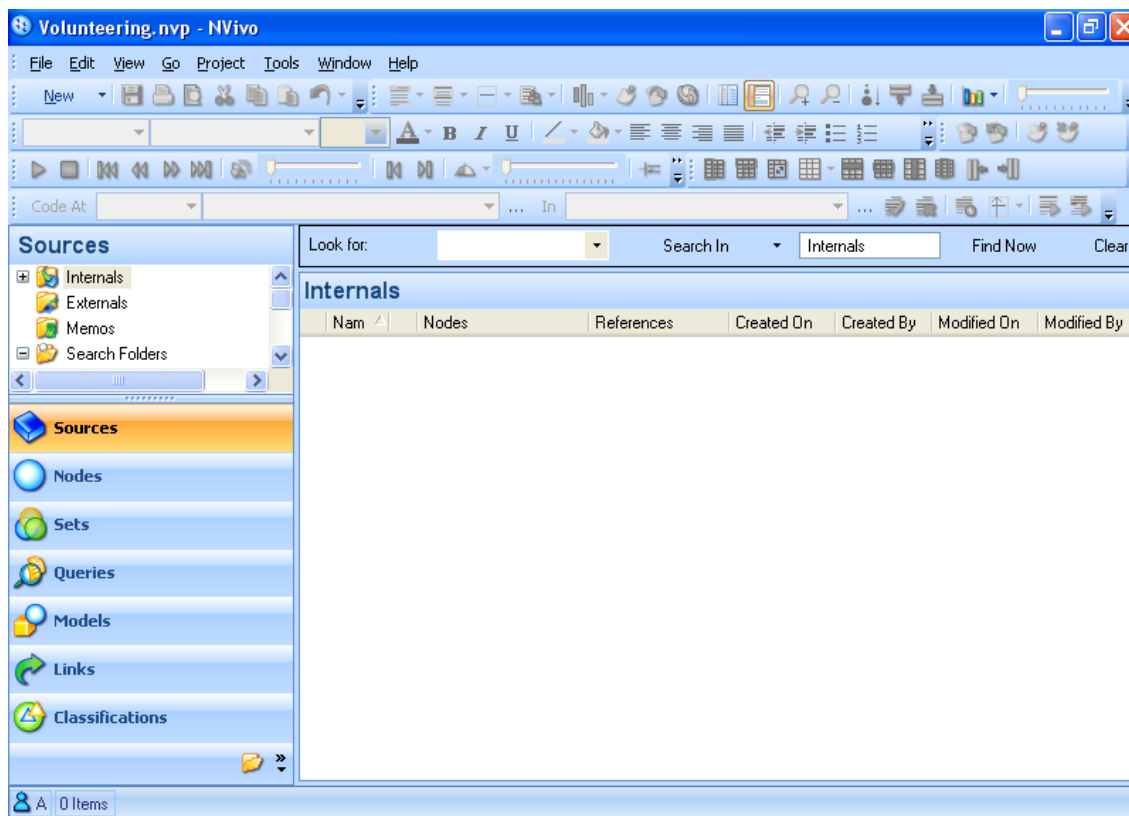 Volunteering.nvp - NVivo
File Edit View Go Project Tools Window Help
New
A B I U
Code At ... In ...
Sources
Look for: Search In Internals Find Now Clear
Internals
Externals
Memos
Search Folders
Internals
Nam Nodes References Created On Created By Modified On Modified By
Sources
Nodes
Sets
Queries
Models
Links
Classifications
A 0 Items